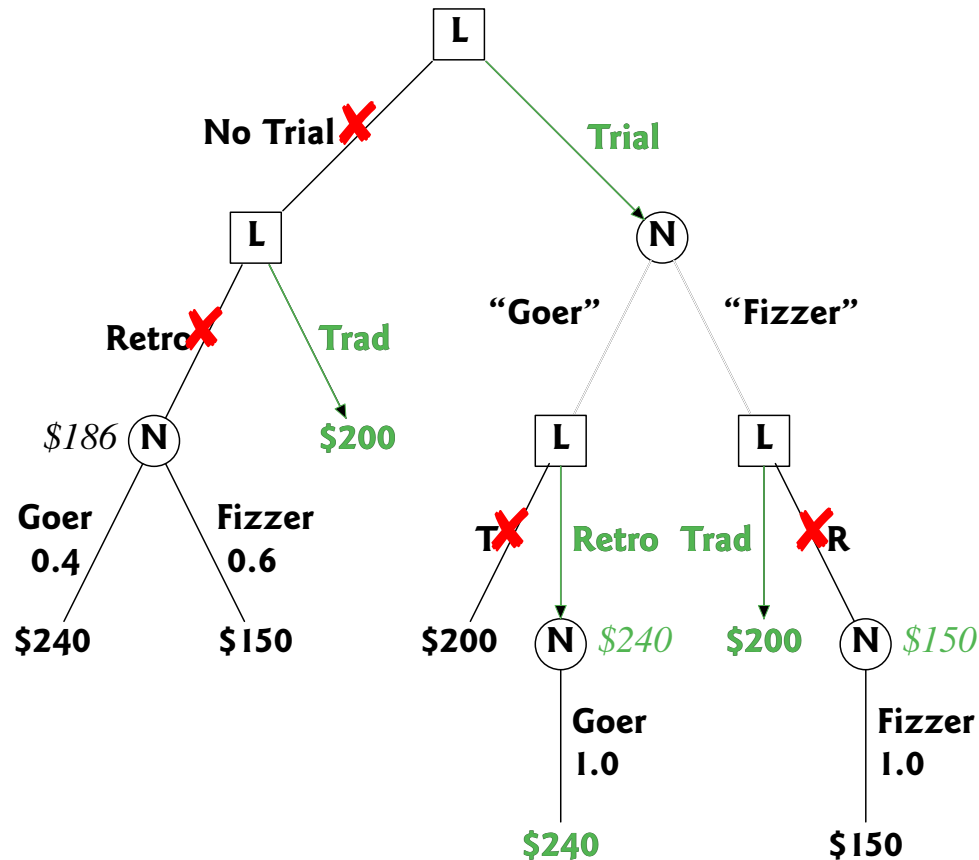 L
No Trial
Trial
L
N
“Goer”
“Fizzer”
Retro
Trad
$186
N
$200
L
L
Goer
0.4
Fizzer
0.6
T
Retro
Trad
R
$240
$150
$200
N
$240
$200
N
$150
Goer
1.0
Fizzer
1.0
$240
$150